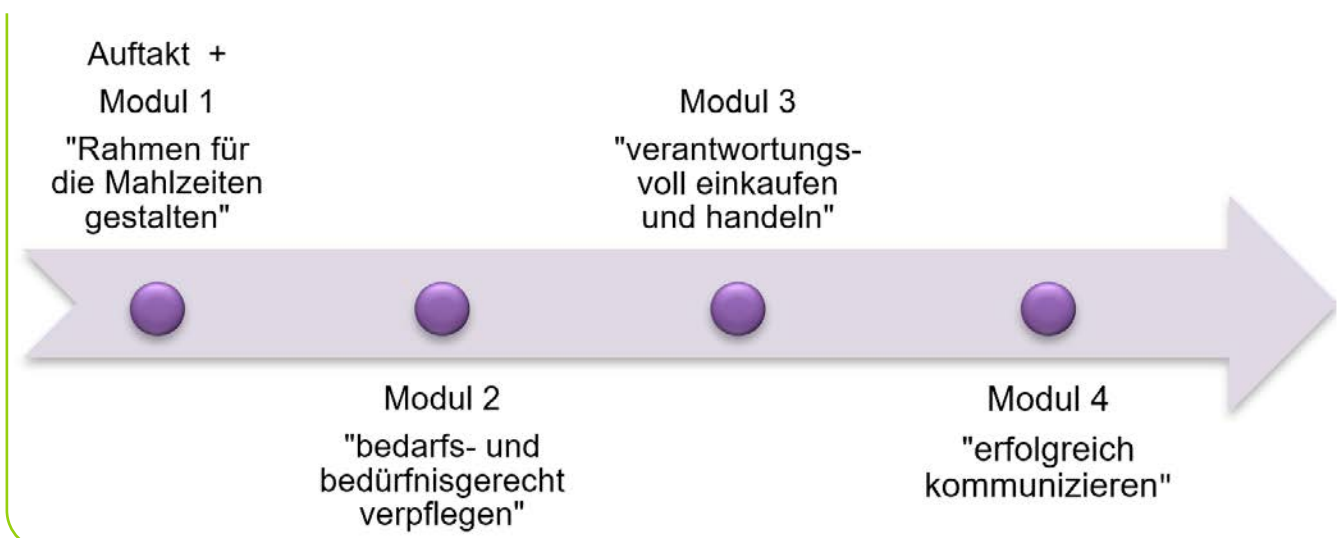 Auftakt +
Modul 1
"Rahmen für
die Mahlzeiten
gestalten"
Modul 2
"bedarfs- und
bedürfnisgerecht
verpflegen"
Modul 3
"verantwortungs-
voll einkaufen
und handeln"
Modul 4
"erfolgreich
kommunizieren"